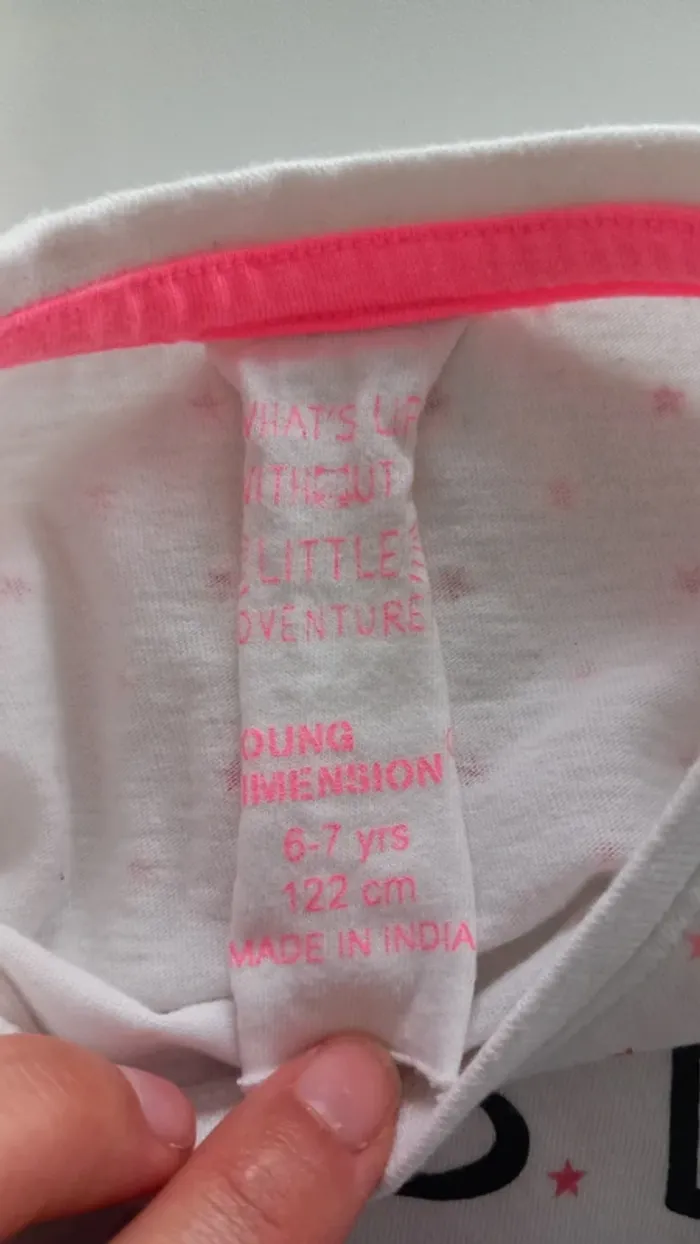 WHAT'S LIF
WITHOUT
LITTLE
DVENTURE
OUNG
IMENSION
6-7 yrs
122 cm
MADE IN INDIA